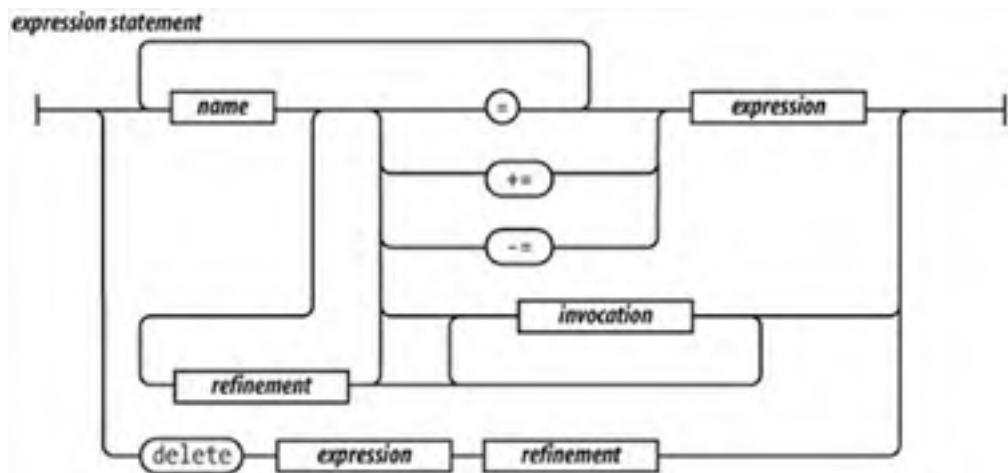 expression statement
name = expression
+=
-=
invocation
refinement
delete expression refinement